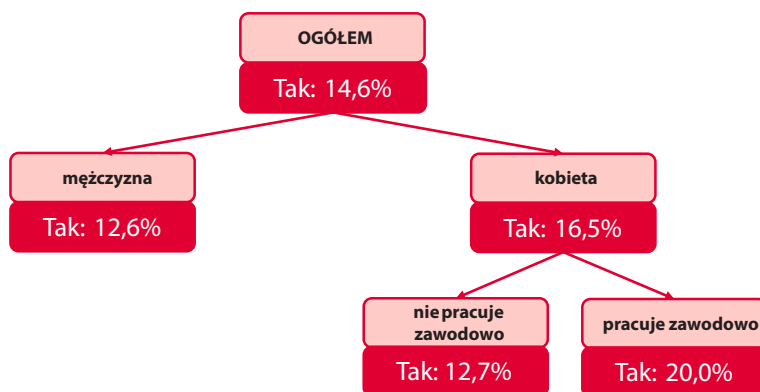 OGÓŁEM
Tak: 14,6%
mężczyzna
Tak: 12,6%
kobieta
Tak: 16,5%
nie pracuje
zawodowo
Tak: 12,7%
pracuje zawodowo
Tak: 20,0%